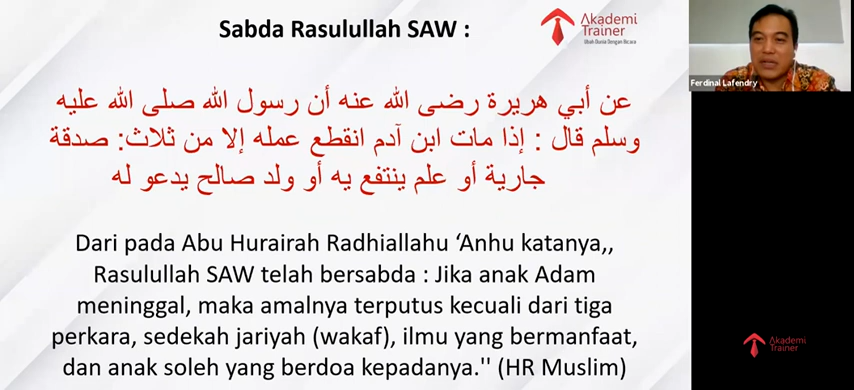 Sabda Rasulullah SAW :
Akademi
Trainer
Ubah Dunia Dengan Bicara
عن أبي هريرة رضى الله عنه أن رسول الله صلى الله عليه
وسلم قال : إذا مات ابن آدم انقطع عمله إلا من ثلاث: صدقة
جارية أو علم ينتفع يه أو ولد صالح يدعو له
Dari pada Abu Hurairah Radhiallahu ‘Anhu katanya,,
Rasulullah SAW telah bersabda : Jika anak Adam
meninggal, maka amalnya terputus kecuali dari tiga
perkara, sedekah jariyah (wakaf), ilmu yang bermanfaat,
dan anak soleh yang berdoa kepadanya.'' (HR Muslim)
Ferdinal Lafendry
Akademi
Trainer